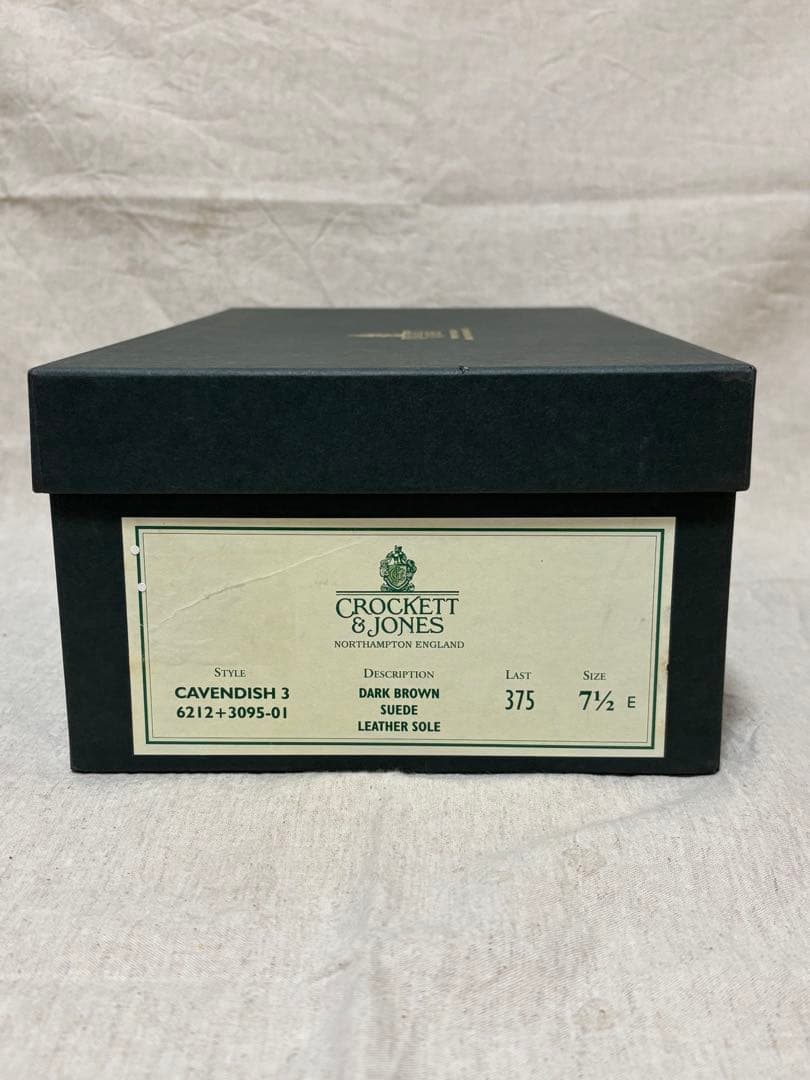 CROCKETT
& JONES
NORTHAMPTON ENGLAND
STYLE
CAVENDISH 3
6212+3095-01
DESCRIPTION
DARK BROWN
SUEDE
LEATHER SOLE
LAST
375
SIZE
7½ E